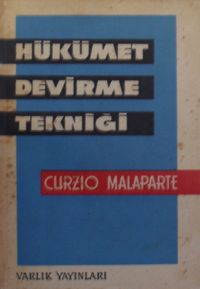 HÜKÜMET
DEVİRME
TEKNİĞİ
CURZIO MALAPARTE
VARLIK YAYINLARI